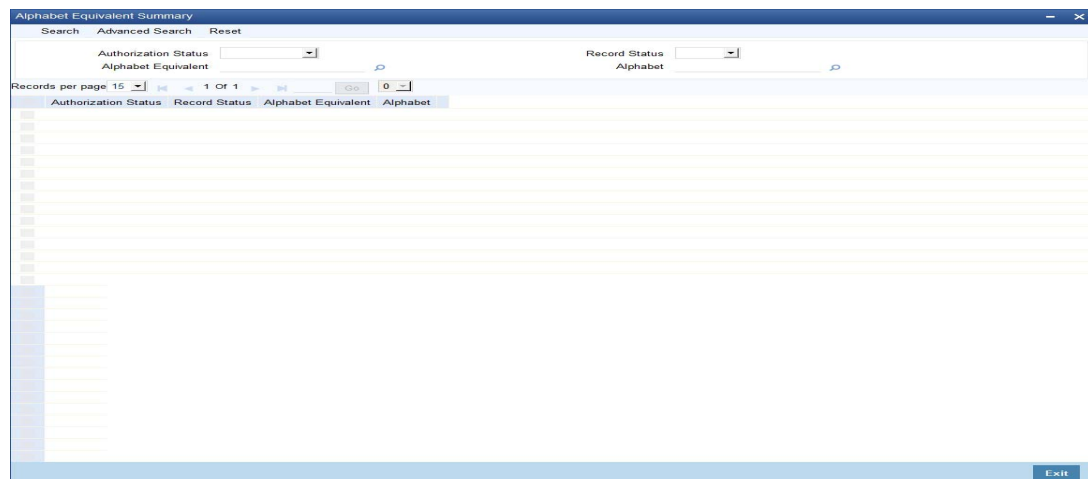 Alphabet Equivalent Summary
Search Advanced Search Reset
Authorization Status Record Status
Alphabet Equivalent Alphabet
Records per page 15 1 Of 1 Go 0
Authorization Status Record Status Alphabet Equivalent Alphabet
Exit